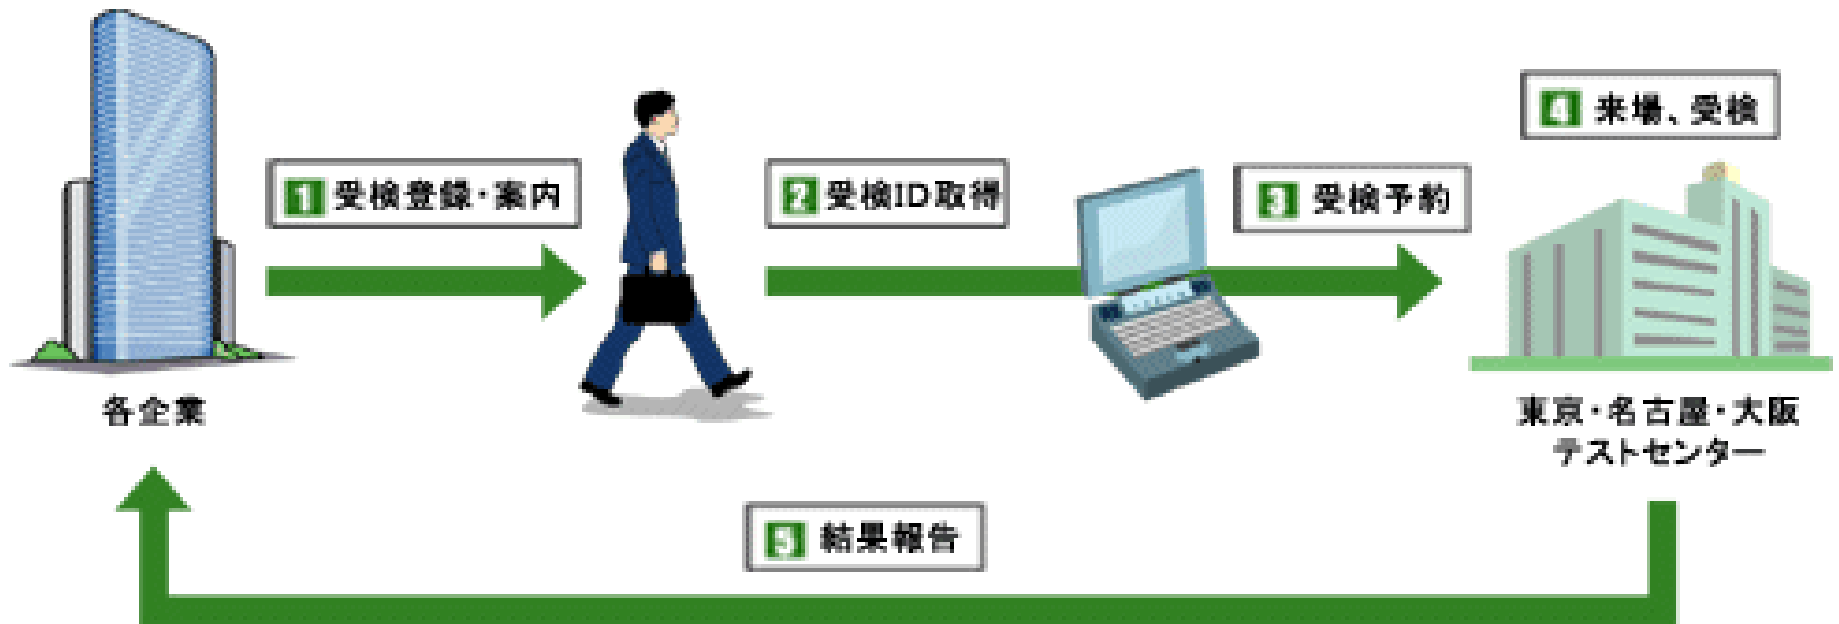 4 来場、受検
1 受検登録・案内
2 受検ID取得
3 受検予約
各企業
東京・名古屋・大阪
テストセンター
5 結果報告